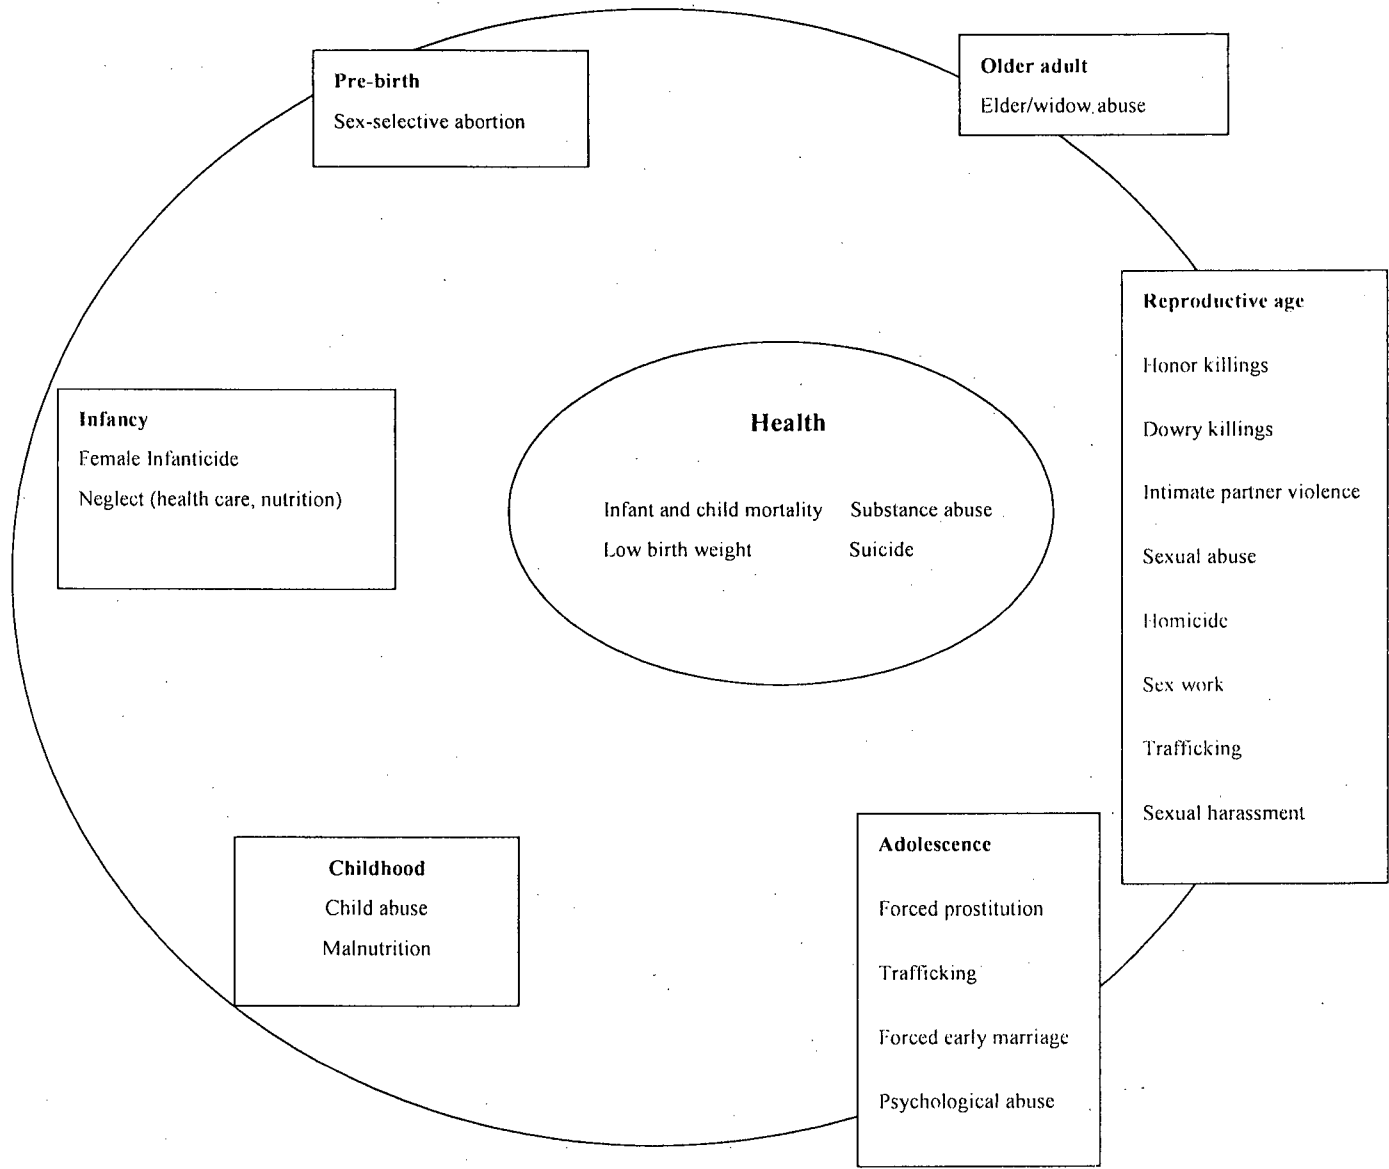 Pre-birth
Sex-selective abortion
Older adult
Elder/widow abuse
Reproductive age
Honor killings
Dowry killings
Intimate partner violence
Sexual abuse
Homicide
Sex work
Trafficking
Sexual harassment
Infancy
Female Infanticide
Neglect (health care, nutrition)
Health
Infant and child mortality Substance abuse
Low birth weight Suicide
Childhood
Child abuse
Malnutrition
Adolescence
Forced prostitution
Trafficking
Forced early marriage
Psychological abuse